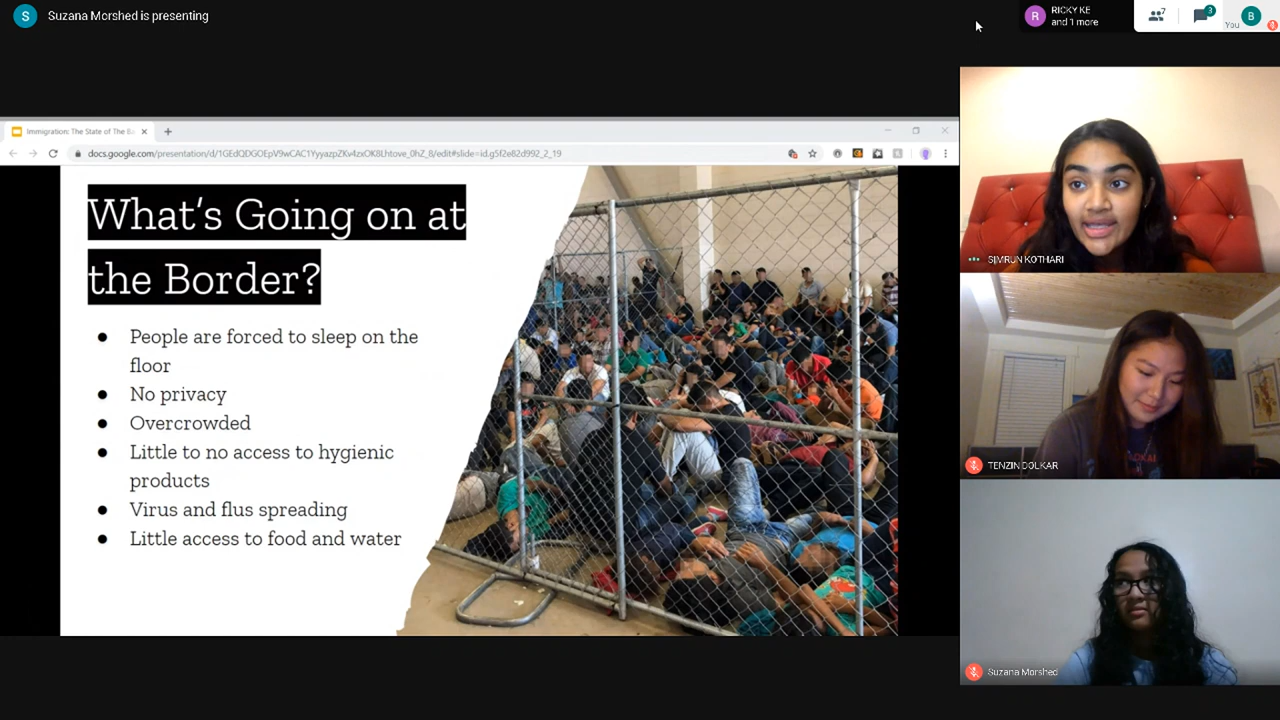 S Suzana Morshed is presenting
R RICKY KE
and 1 more
7
3
You
B
Immigration: The State of The Ba
docs.google.com/presentation/d/1GEdQDGOEpV9wCAC1YyyazpZKv4zxOK8Lhtove_0hZ_8/edit#slide=id.g5f2e82d992_2_19
What's Going on at
the Border?
● People are forced to sleep on the
floor
● No privacy
● Overcrowded
● Little to no access to hygienic
products
● Virus and flus spreading
● Little access to food and water
SIMRUN KOTHARI
TENZIN DOLKAR
Suzana Morshed